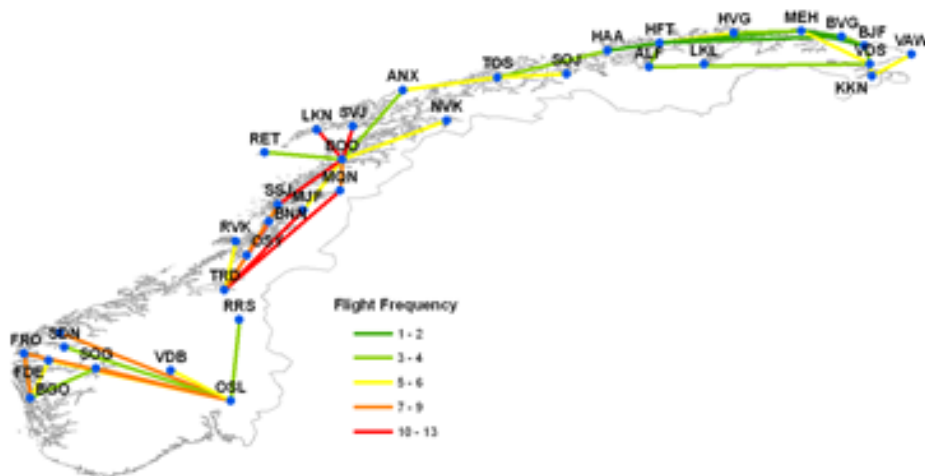 MEH
HVG
BVG
HFT
BJF
HAA
VAW
VDS
LKL
ALF
SOJ
TOS
KKN
ANX
NVK
SVJ
LKN
BOO
RET
MQN
SSJ
MJF
BNN
RVK
OSY
TRD
RRS
Flight Frequency
1 - 2
3 - 4
5 - 6
7 - 9
10 - 13
SDN
FRO
SOG
VDB
FDE
BGO
OSL